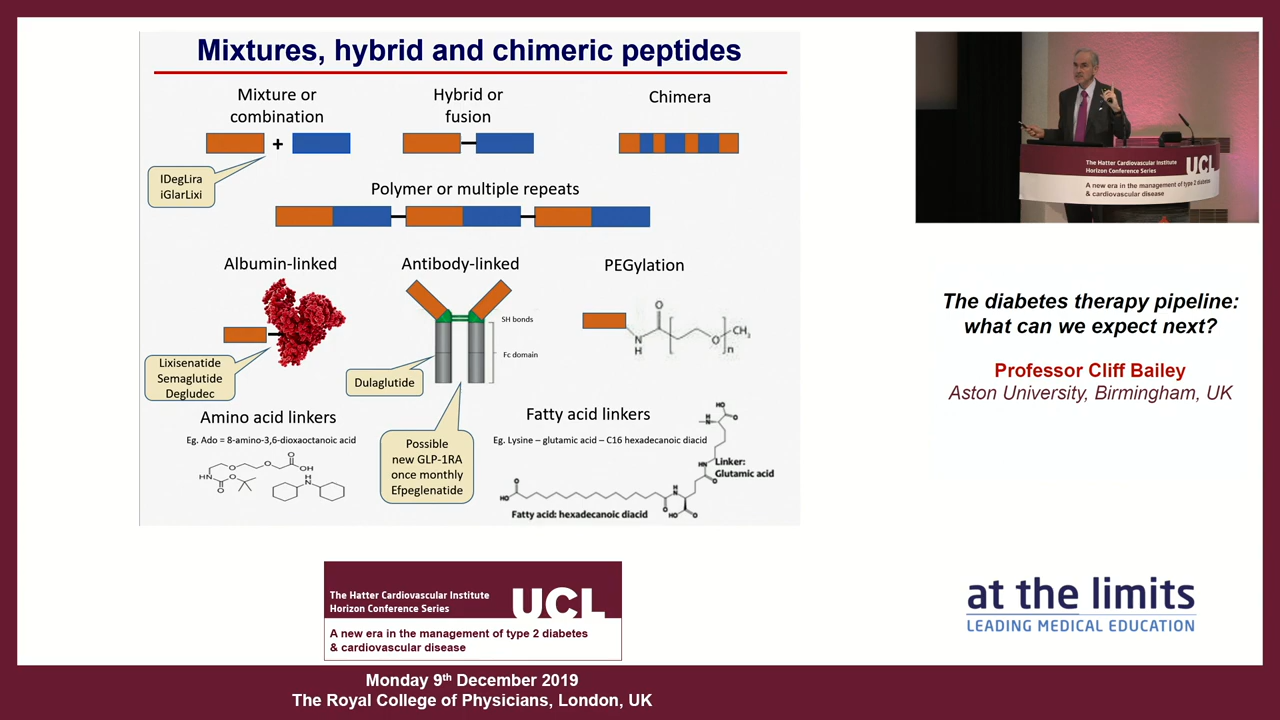 Mixtures, hybrid and chimeric peptides
Mixture or
combination
Hybrid or
fusion
Chimera
+
IDegLira
iGlarLixi
Polymer or multiple repeats
Albumin-linked
Antibody-linked
PEGylation
SH bonds
Fc domain
O
N
H
O
n
CH3
Lixisenatide
Semaglutide
Degludec
Dulaglutide
Amino acid linkers
Eg. Ado = 8-amino-3,6-dioxaoctanoic acid
O
O
O
OH
HN
O
O
H
N
Possible
new GLP-1RA
once monthly
Efpeglenatide
Fatty acid linkers
Eg. Lysine – glutamic acid – C16 hexadecanoic diacid
HO
O
N
H
HN
O
Linker:
Glutamic acid
O
HO
O
H
N
HO
O
Fatty acid: hexadecanoic diacid
The Hatter Cardiovascular Institute
Horizon Conference Series
UCL
A new era in the management of type 2 diabetes
& cardiovascular disease
The diabetes therapy pipeline:
what can we expect next?
Professor Cliff Bailey
Aston University, Birmingham, UK
at the limits
LEADING MEDICAL EDUCATION
The Hatter Cardiovascular Institute
Horizon Conference Series
UCL
A new era in the management of type 2 diabetes
& cardiovascular disease
Monday 9th December 2019
The Royal College of Physicians, London, UK